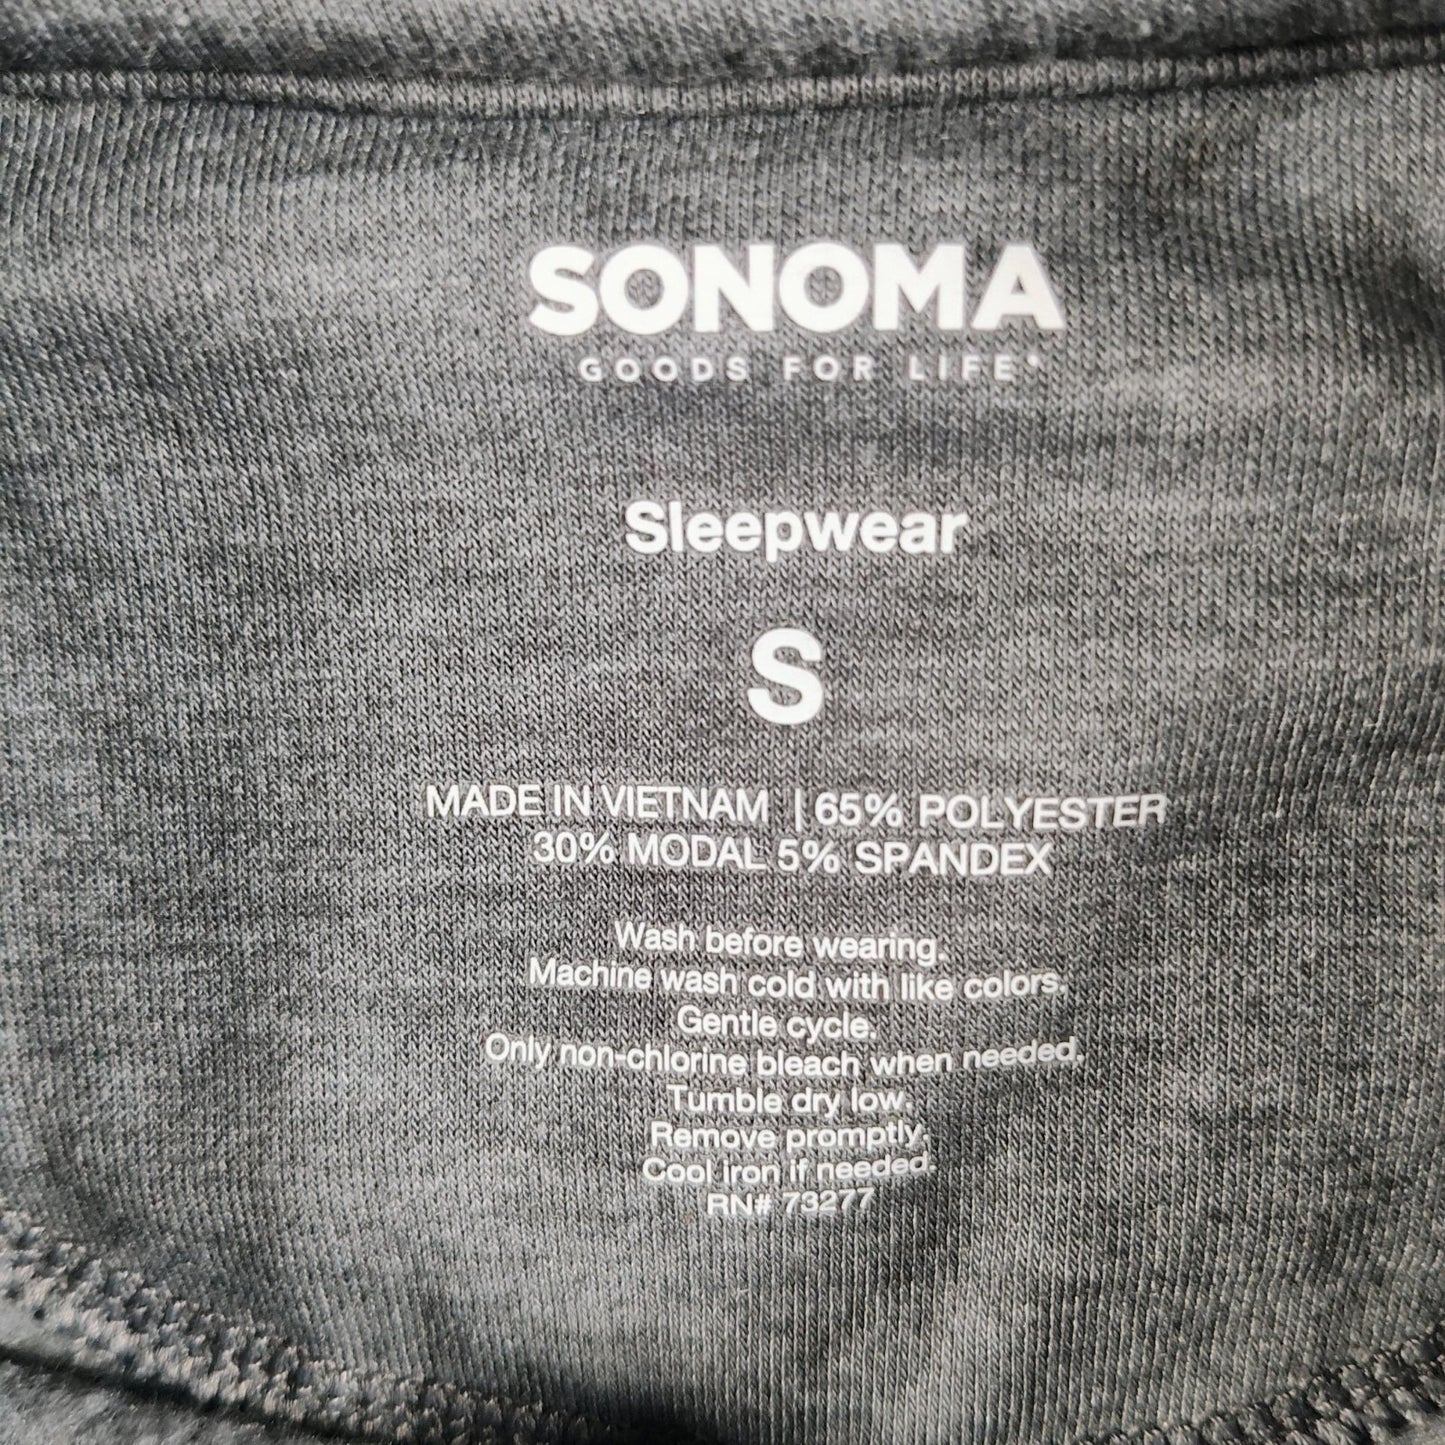 SONOMA
GOODS FOR LIFE®
Sleepwear
S
MADE IN VIETNAM | 65% POLYESTER
30% MODAL 5% SPANDEX
Wash before wearing.
Machine wash cold with like colors.
Gentle cycle.
Only non-chlorine bleach when needed.
Tumble dry low.
Remove promptly.
Cool iron if needed.
RN# 73277